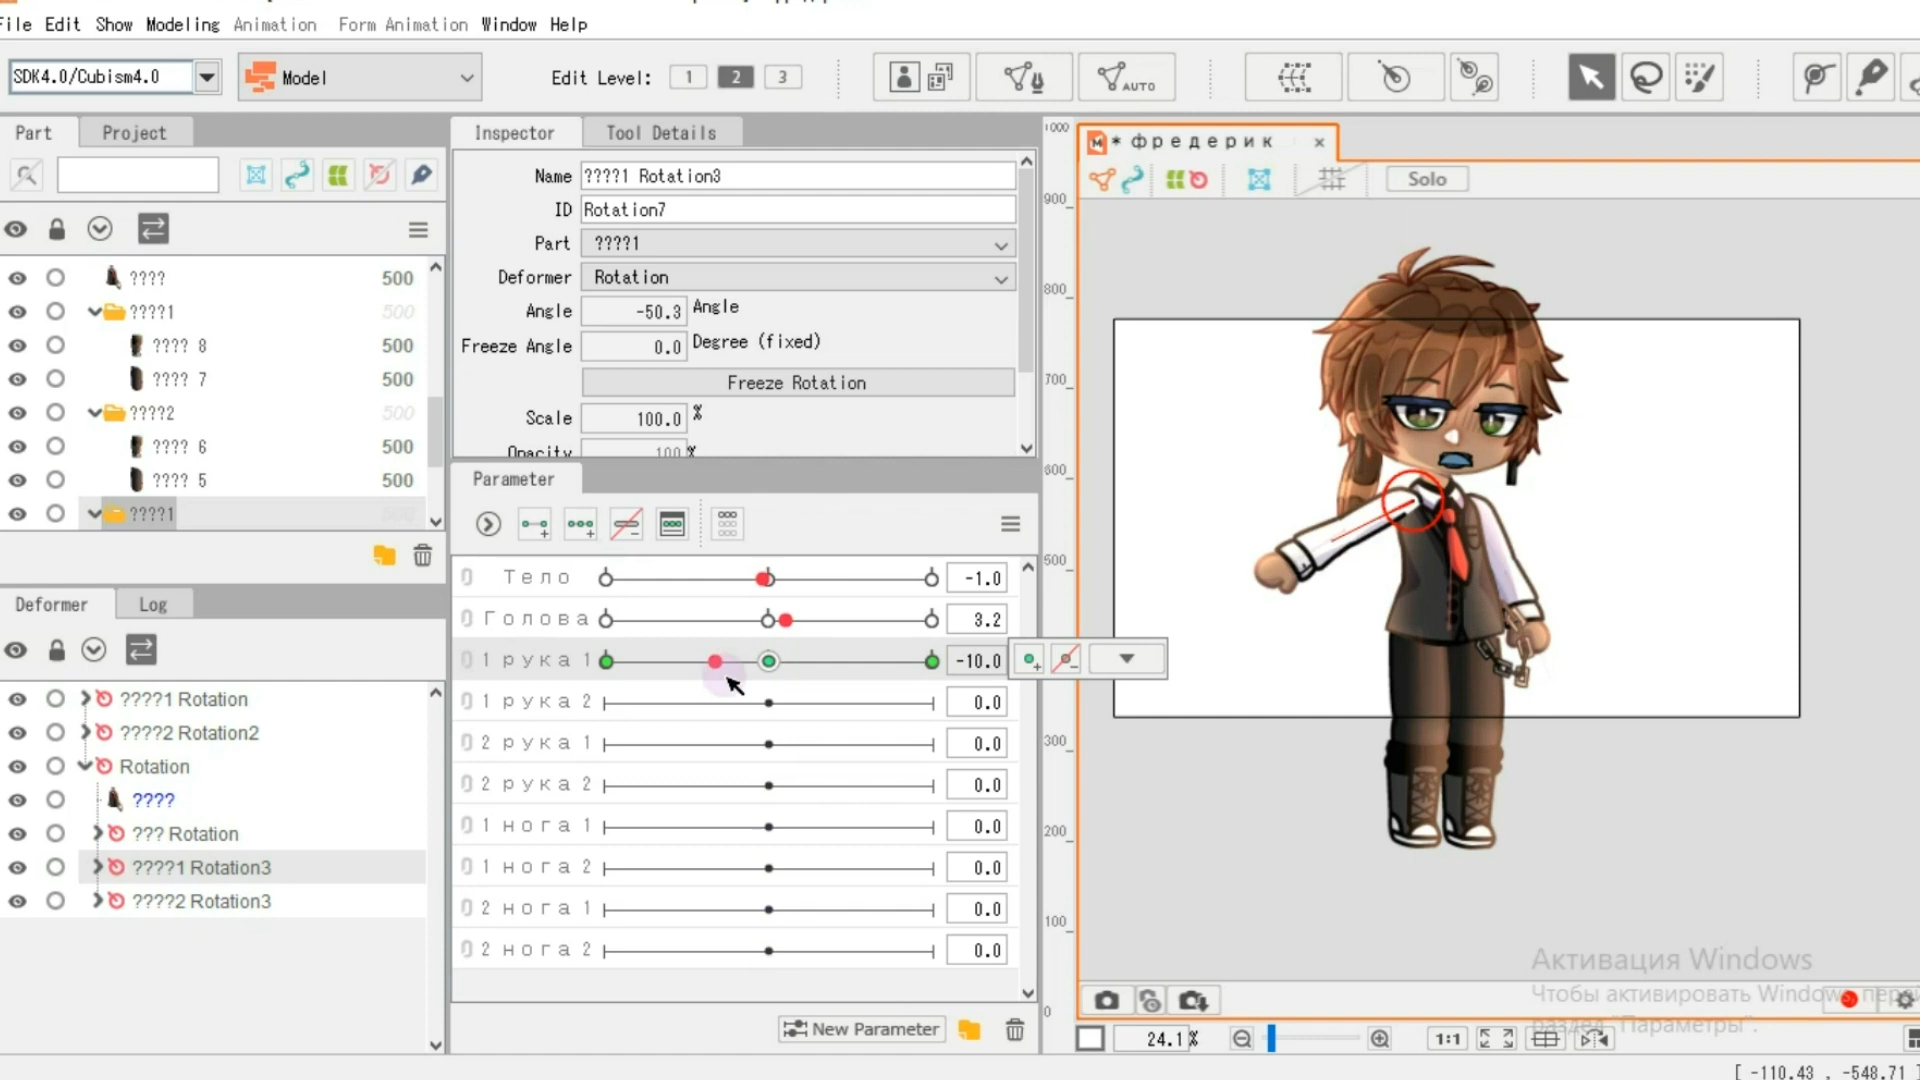 File Edit Show Modeling Animation Form Animation Window Help
SDK4.0/Cubism4.0 Model Edit Level: 1 2 3 AUTO
Part Project
???? 500
????1 500
???? 8 500
???? 7 500
?????2 500
???? 6 500
???? 5 500
????1
Deformer Log
????1 Rotation
????2 Rotation2
Rotation
????
??? Rotation
????1 Rotation3
????2 Rotation3
Inspector Tool Details
Name ????1 Rotation3
ID Rotation7
Part ????1
Deformer Rotation
Angle -50.3 Angle
Freeze Angle 0.0 Degree (fixed)
Freeze Rotation
Scale 100.0 %
Opacity 100 %
Parameter
Тело -1.0
Голова 3.2
1 рука 1 -10.0
1 рука 2 0.0
2 рука 1 0.0
2 рука 2 0.0
1 нога 1 0.0
1 нога 2 0.0
2 нога 1 0.0
2 нога 2 0.0
New Parameter
* фредерик ×
Solo
1000
900
800
700
600
500
300
200
100
0
Активация Windows
Чтобы активировать Windows, пере
раздел "Параметры".
24.1% 1:1
[ -110.43 , -548.71 ]